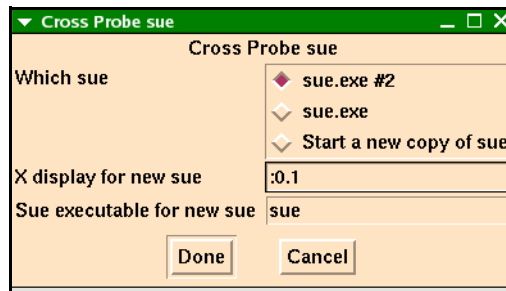 Cross Probe sue
Cross Probe sue
Which sue
sue.exe #2
sue.exe
Start a new copy of sue
X display for new sue :0.1
Sue executable for new sue sue
Done Cancel